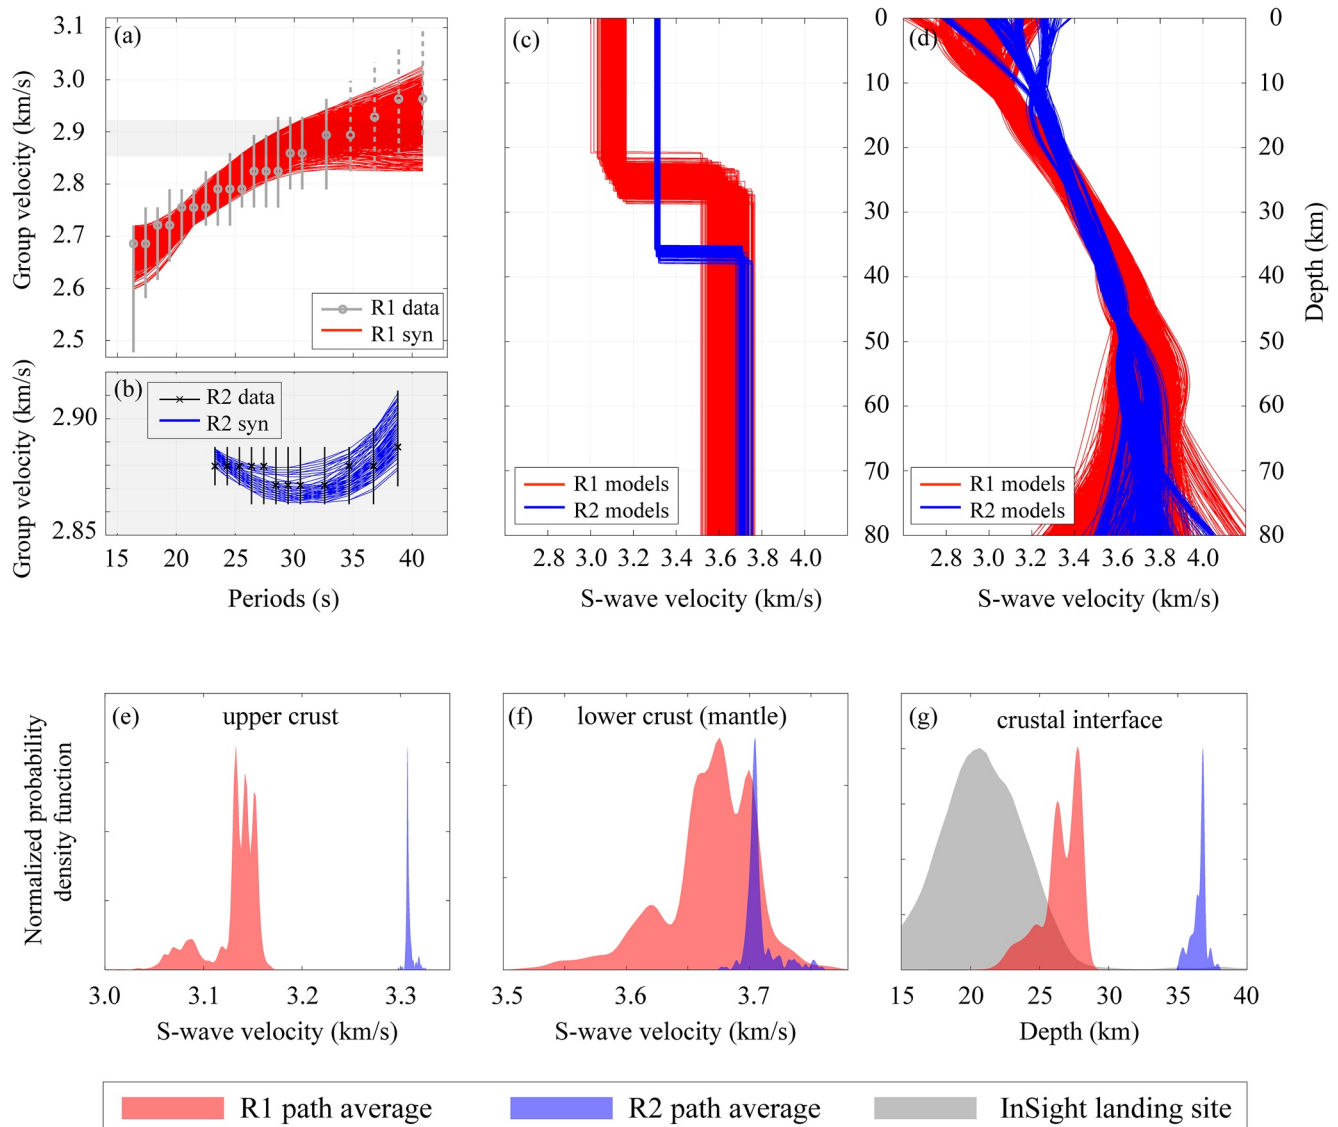 (a)
3.1
3.0
2.9
2.8
2.7
2.6
2.5
Group velocity (km/s)
R1 data
R1 syn
(b)
R2 data
R2 syn
2.90
2.85
Group velocity (km/s)
15 20 25 30 35 40
Periods (s)
(c)
R1 models
R2 models
2.8 3.0 3.2 3.4 3.6 3.8 4.0
S-wave velocity (km/s)
0
10
20
30
40
50
60
70
80
(d)
R1 models
R2 models
2.8 3.0 3.2 3.4 3.6 3.8 4.0
S-wave velocity (km/s)
0
10
20
30
40
50
60
70
80
Depth (km)
(e) upper crust
Normalized probability
density function
3.0 3.1 3.2 3.3
S-wave velocity (km/s)
(f) lower crust (mantle)
3.5 3.6 3.7
S-wave velocity (km/s)
(g) crustal interface
15 20 25 30 35 40
Depth (km)
R1 path average R2 path average InSight landing site